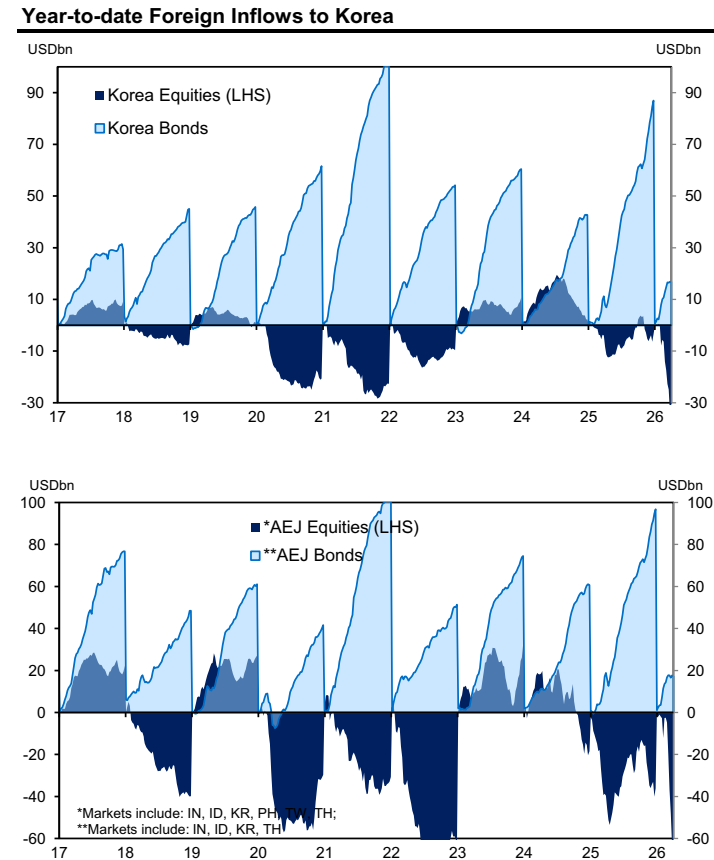 Year-to-date Foreign Inflows to Korea
USDbn USDbn
Korea Equities (LHS)
Korea Bonds
90 90
70 70
50 50
30 30
10 10
-10 -10
-30 -30
17 18 19 20 21 22 23 24 25 26
USDbn USDbn
*AEJ Equities (LHS)
**AEJ Bonds
100 100
80 80
60 60
40 40
20 20
0 0
-20 -20
-40 -40
-60 -60
*Markets include: IN, ID, KR, PH, TW, TH;
**Markets include: IN, ID, KR, TH
17 18 19 20 21 22 23 24 25 26